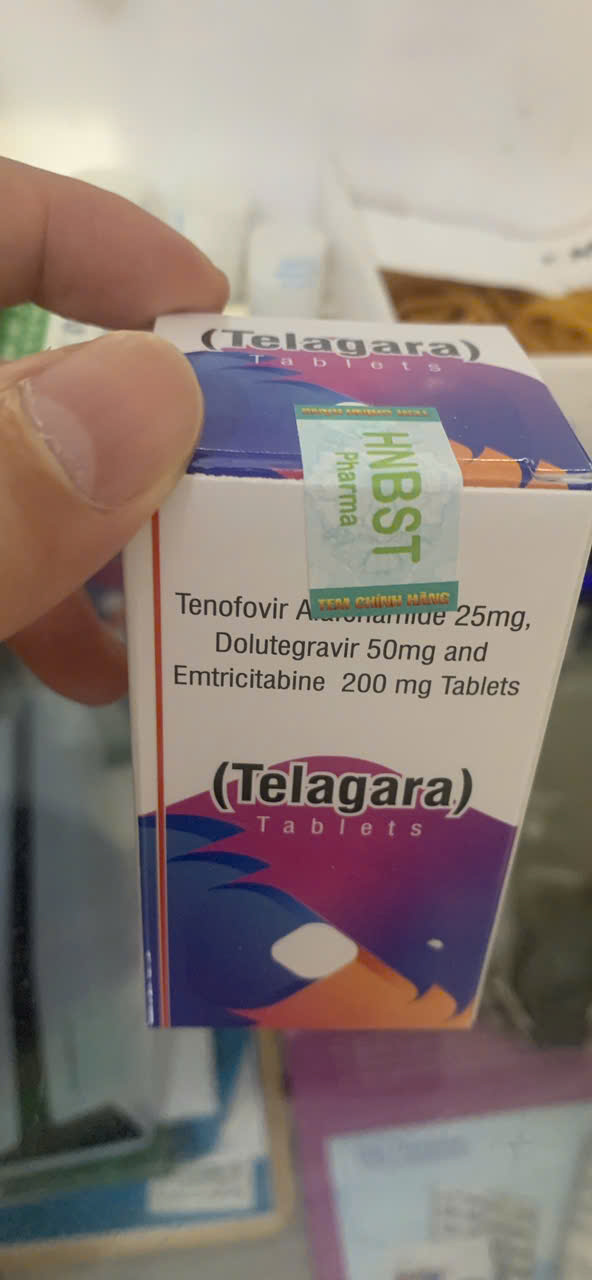 (Telagara)
Tablets
HNBST
Pharma
TEM CHÍNH HÃNG
Tenofovir 25mg,
Dolutegravir 50mg and
Emtricitabine 200 mg Tablets
(Telagara)
Tablets